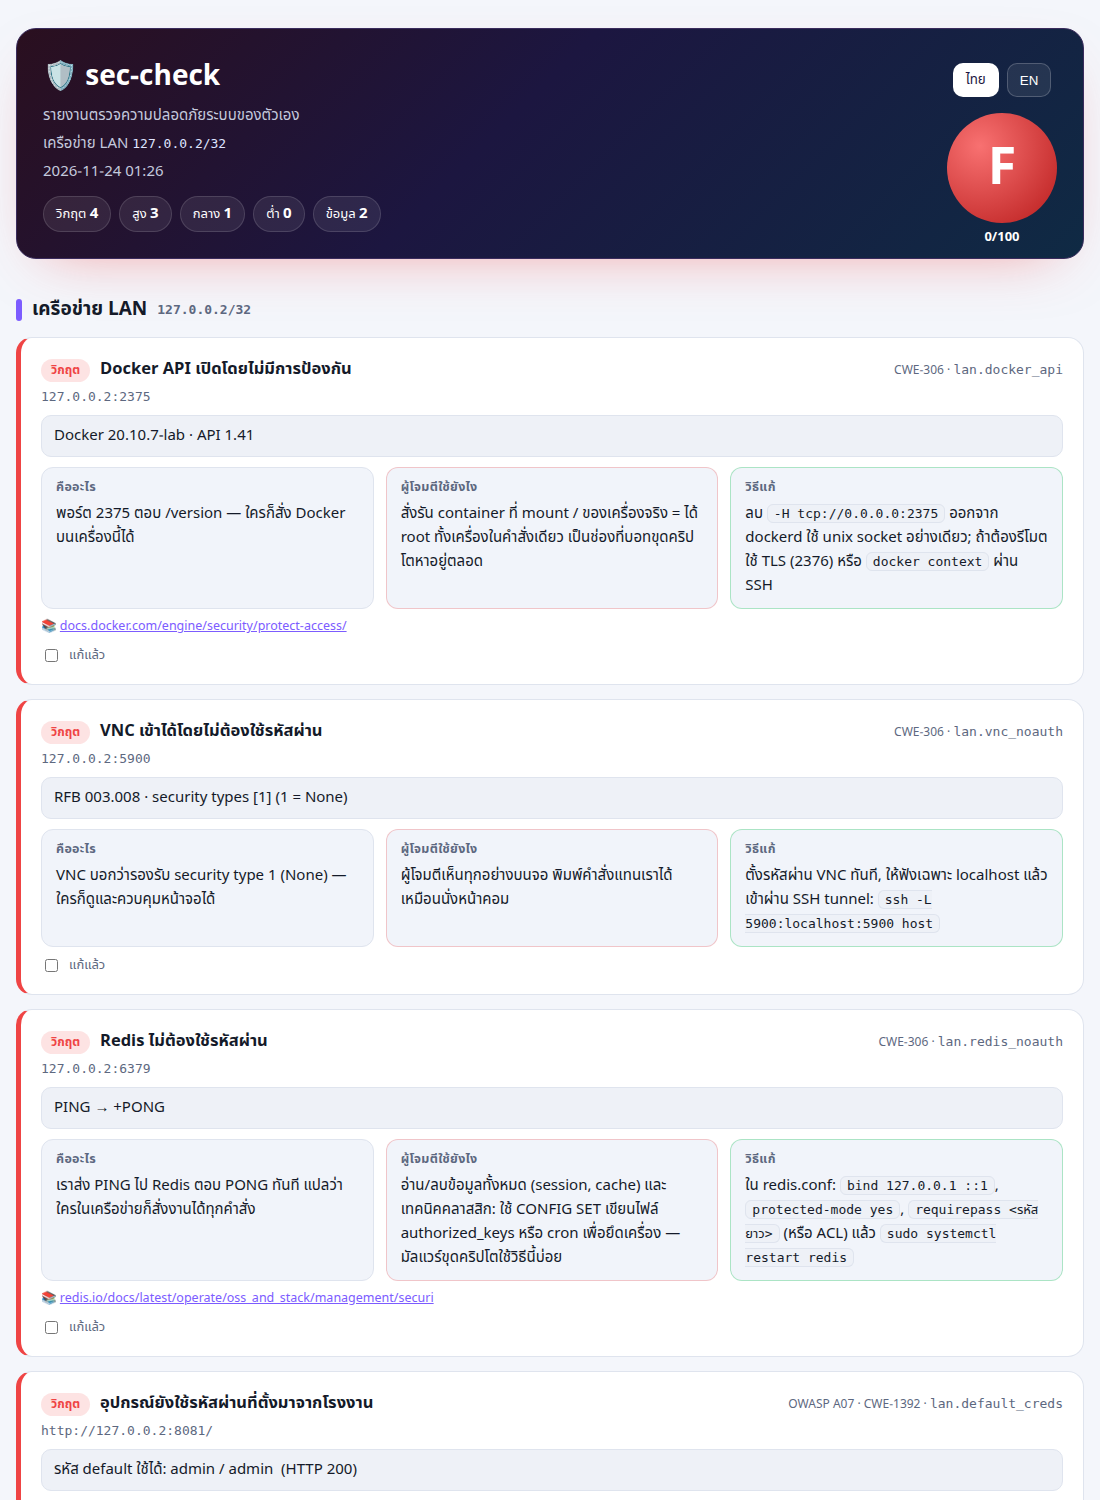 🛡️ sec-check
ไทย EN
รายงานตรวจความปลอดภัยระบบของตัวเอง
เครือข่าย LAN 127.0.0.2/32
2026-11-24 01:26
วิกฤต 4 สูง 3 กลาง 1 ต่ำ 0 ข้อมูล 2
F
0/100
เครือข่าย LAN 127.0.0.2/32
วิกฤต Docker API เปิดโดยไม่มีการป้องกัน CWE-306 · lan.docker_api
127.0.0.2:2375
Docker 20.10.7-lab · API 1.41
คืออะไร
พอร์ต 2375 ตอบ /version — ใครก็สั่ง Docker
บนเครื่องนี้ได้
ผู้โจมตีใช้ยังไง
สั่งรัน container ที่ mount / ของเครื่องจริง = ได้
root ทั้งเครื่องในคำสั่งเดียว เป็นช่องที่บอทขุดคริป
โตหาอยู่ตลอด
วิธีแก้
ลบ -H tcp://0.0.0.0:2375 ออกจาก
dockerd ใช้ unix socket อย่างเดียว; ถ้าต้องรีโมต
ใช้ TLS (2376) หรือ docker context ผ่าน
SSH
📚 docs.docker.com/engine/security/protect-access/
แก้แล้ว
วิกฤต VNC เข้าได้โดยไม่ต้องใช้รหัสผ่าน CWE-306 · lan.vnc_noauth
127.0.0.2:5900
RFB 003.008 · security types [1] (1 = None)
คืออะไร
VNC บอกว่ารองรับ security type 1 (None) —
ใครก็ดูและควบคุมหน้าจอได้
ผู้โจมตีใช้ยังไง
ผู้โจมตีเห็นทุกอย่างบนจอ พิมพ์คำสั่งแทนเราได้
เหมือนนั่งหน้าคอม
วิธีแก้
ตั้งรหัสผ่าน VNC ทันที, ให้ฟังเฉพาะ localhost แล้ว
เข้าผ่าน SSH tunnel: ssh -L
5900:localhost:5900 host
แก้แล้ว
วิกฤต Redis ไม่ต้องใช้รหัสผ่าน CWE-306 · lan.redis_noauth
127.0.0.2:6379
PING → +PONG
คืออะไร
เราส่ง PING ไป Redis ตอบ PONG ทันที แปลว่า
ใครในเครือข่ายก็สั่งงานได้ทุกคำสั่ง
ผู้โจมตีใช้ยังไง
อ่าน/ลบข้อมูลทั้งหมด (session, cache) และ
เทคนิคคลาสสิก: ใช้ CONFIG SET เขียนไฟล์
authorized_keys หรือ cron เพื่อยึดเครื่อง —
มัลแวร์ขุดคริปโตใช้วิธีนี้บ่อย
วิธีแก้
ใน redis.conf: bind 127.0.0.1 ::1,
protected-mode yes, requirepass <รหัส
ยาว> (หรือ ACL) แล้ว sudo systemctl
restart redis
📚 redis.io/docs/latest/operate/oss_and_stack/management/securi
แก้แล้ว
วิกฤต อุปกรณ์ยังใช้รหัสผ่านที่ตั้งมาจากโรงงาน OWASP A07 · CWE-1392 · lan.default_creds
http://127.0.0.2:8081/
รหัส default ใช้ได้: admin / admin (HTTP 200)